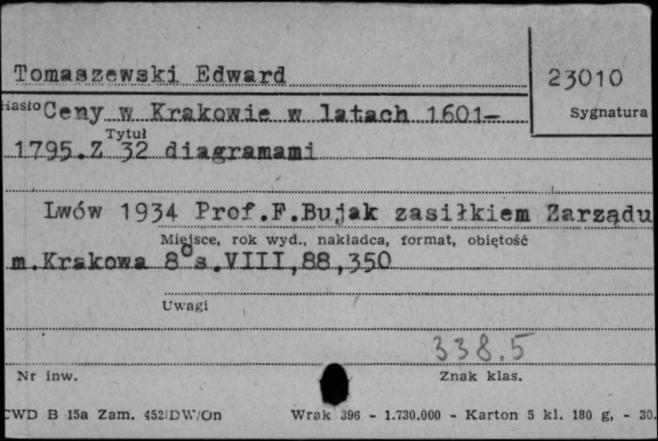 Tomaszewski Edward
23010
Hasło
Ceny w Krakowie w latach 1601-
Sygnatura
Tytuł
1795.Z 32 diagramami
Lwów 1934 Prof.F.Bujak zasiłkiem Zarządu
Miejsce, rok wyd., nakładca, format, objętość
m.Krakowa 8° s.VIII,88,350
Uwagi
338.5
Nr inw.
Znak klas.
CWD B 15a Zam. 452/DW/On Wrak 396 - 1.730.000 - Karton 5 kl. 180 g, - 30.